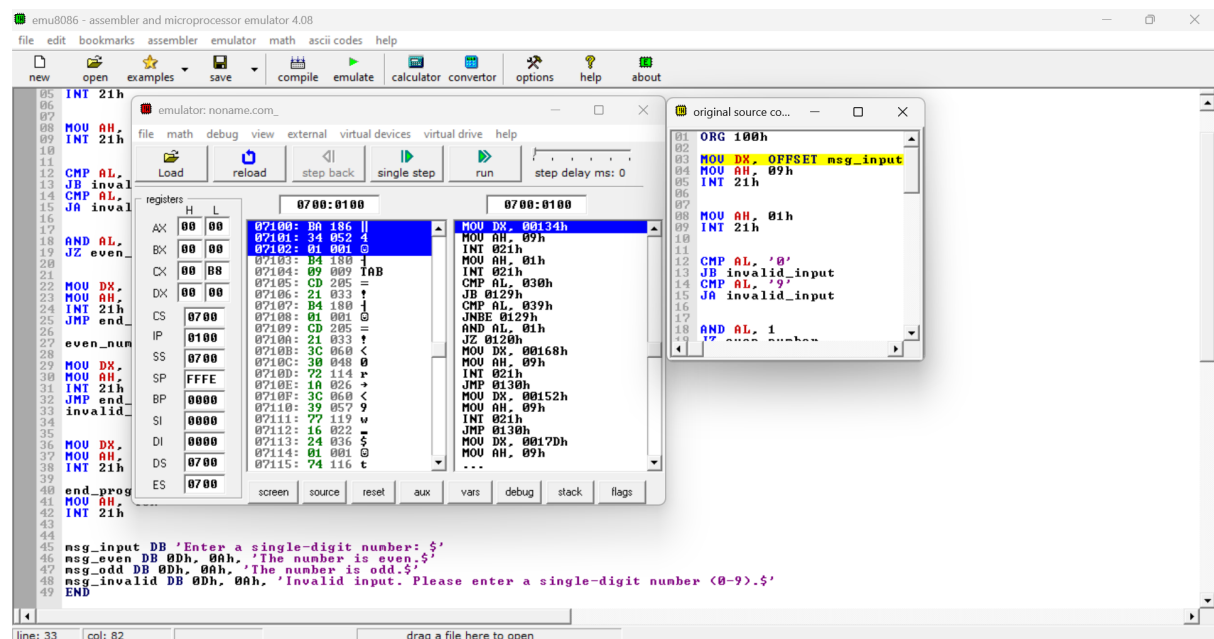 emu8086 - assembler and microprocessor emulator 4.08
file edit bookmarks assembler emulator math ascii codes help
new open examples save compile emulate calculator convertor options help about
05 INT 21h
06
07
08 MOV AH,
09 INT 21h
10
11
12 CMP AL,
13 JB inval
14 CMP AL,
15 JA inval
16
17
18 AND AL,
19 JZ even_
20
21
22 MOV DX,
23 MOV AH,
24 INT 21h
25 JMP end_
26
27 even_num
28
29 MOV DX,
30 MOV AH,
31 INT 21h
32 JMP end_
33 invalid_
34
35
36 MOV DX,
37 MOV AH,
38 INT 21h
39
40 end_prog
41 MOV AH,
42 INT 21h
43
44
45 msg_input DB 'Enter a single-digit number: $'
46 msg_even DB 0Dh, 0Ah, 'The number is even.$'
47 msg_odd DB 0Dh, 0Ah, 'The number is odd.$'
48 msg_invalid DB 0Dh, 0Ah, 'Invalid input. Please enter a single-digit number (0-9).$'
49 END
line: 33 col: 82 drag a file here to open
emulator: noname.com_
file math debug view external virtual devices virtual drive help
Load reload step back single step run step delay ms: 0
registers
H L
AX 00 00
BX 00 00
CX 00 B8
DX 00 00
CS 0700
IP 0100
SS 0700
SP FFFE
BP 0000
SI 0000
DI 0000
DS 0700
ES 0700
0700:0100
07100: BA 186 ║
07101: 34 052 4
07102: 01 001 ☺
07103: B4 180 ┤
07104: 09 009 TAB
07105: CD 205 =
07106: 21 033 !
07107: B4 180 ┤
07108: 01 001 ☺
07109: CD 205 =
0710A: 21 033 !
0710B: 3C 060 <
0710C: 30 048 0
0710D: 72 114 r
0710E: 1A 026 →
0710F: 3C 060 <
07110: 39 057 9
07111: 77 119 w
07112: 16 022 ▬
07113: 24 036 $
07114: 01 001 ☺
07115: 74 116 t
0700:0100
MOV DX, 00134h
MOV AH, 09h
INT 021h
MOV AH, 01h
INT 021h
CMP AL, 030h
JB 0129h
CMP AL, 039h
JNBE 0129h
AND AL, 01h
JZ 0120h
MOV DX, 00168h
MOV AH, 09h
INT 021h
JMP 0130h
MOV DX, 00152h
MOV AH, 09h
INT 021h
JMP 0130h
MOV DX, 0017Dh
MOV AH, 09h
...
screen source reset aux vars debug stack flags
original source co...
01 ORG 100h
02
03 MOV DX, OFFSET msg_input
04 MOV AH, 09h
05 INT 21h
06
07
08 MOV AH, 01h
09 INT 21h
10
11
12 CMP AL, '0'
13 JB invalid_input
14 CMP AL, '9'
15 JA invalid_input
16
17
18 AND AL, 1
19 JZ even_number